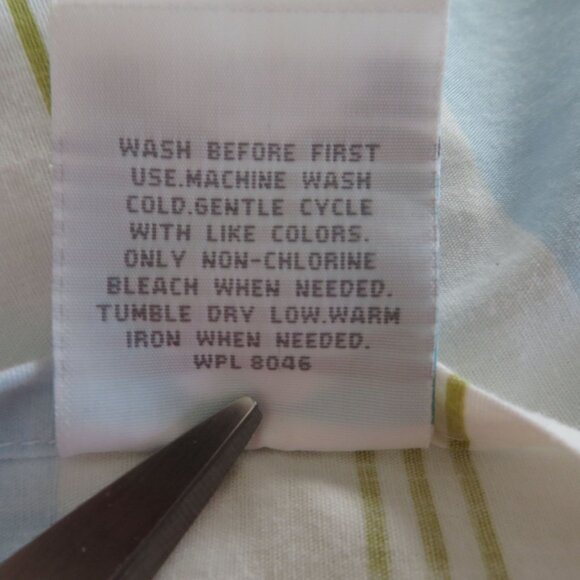 WASH BEFORE FIRST
USE.MACHINE WASH
COLD.GENTLE CYCLE
WITH LIKE COLORS.
ONLY NON-CHLORINE
BLEACH WHEN NEEDED.
TUMBLE DRY LOW.WARM
IRON WHEN NEEDED.
WPL 8046